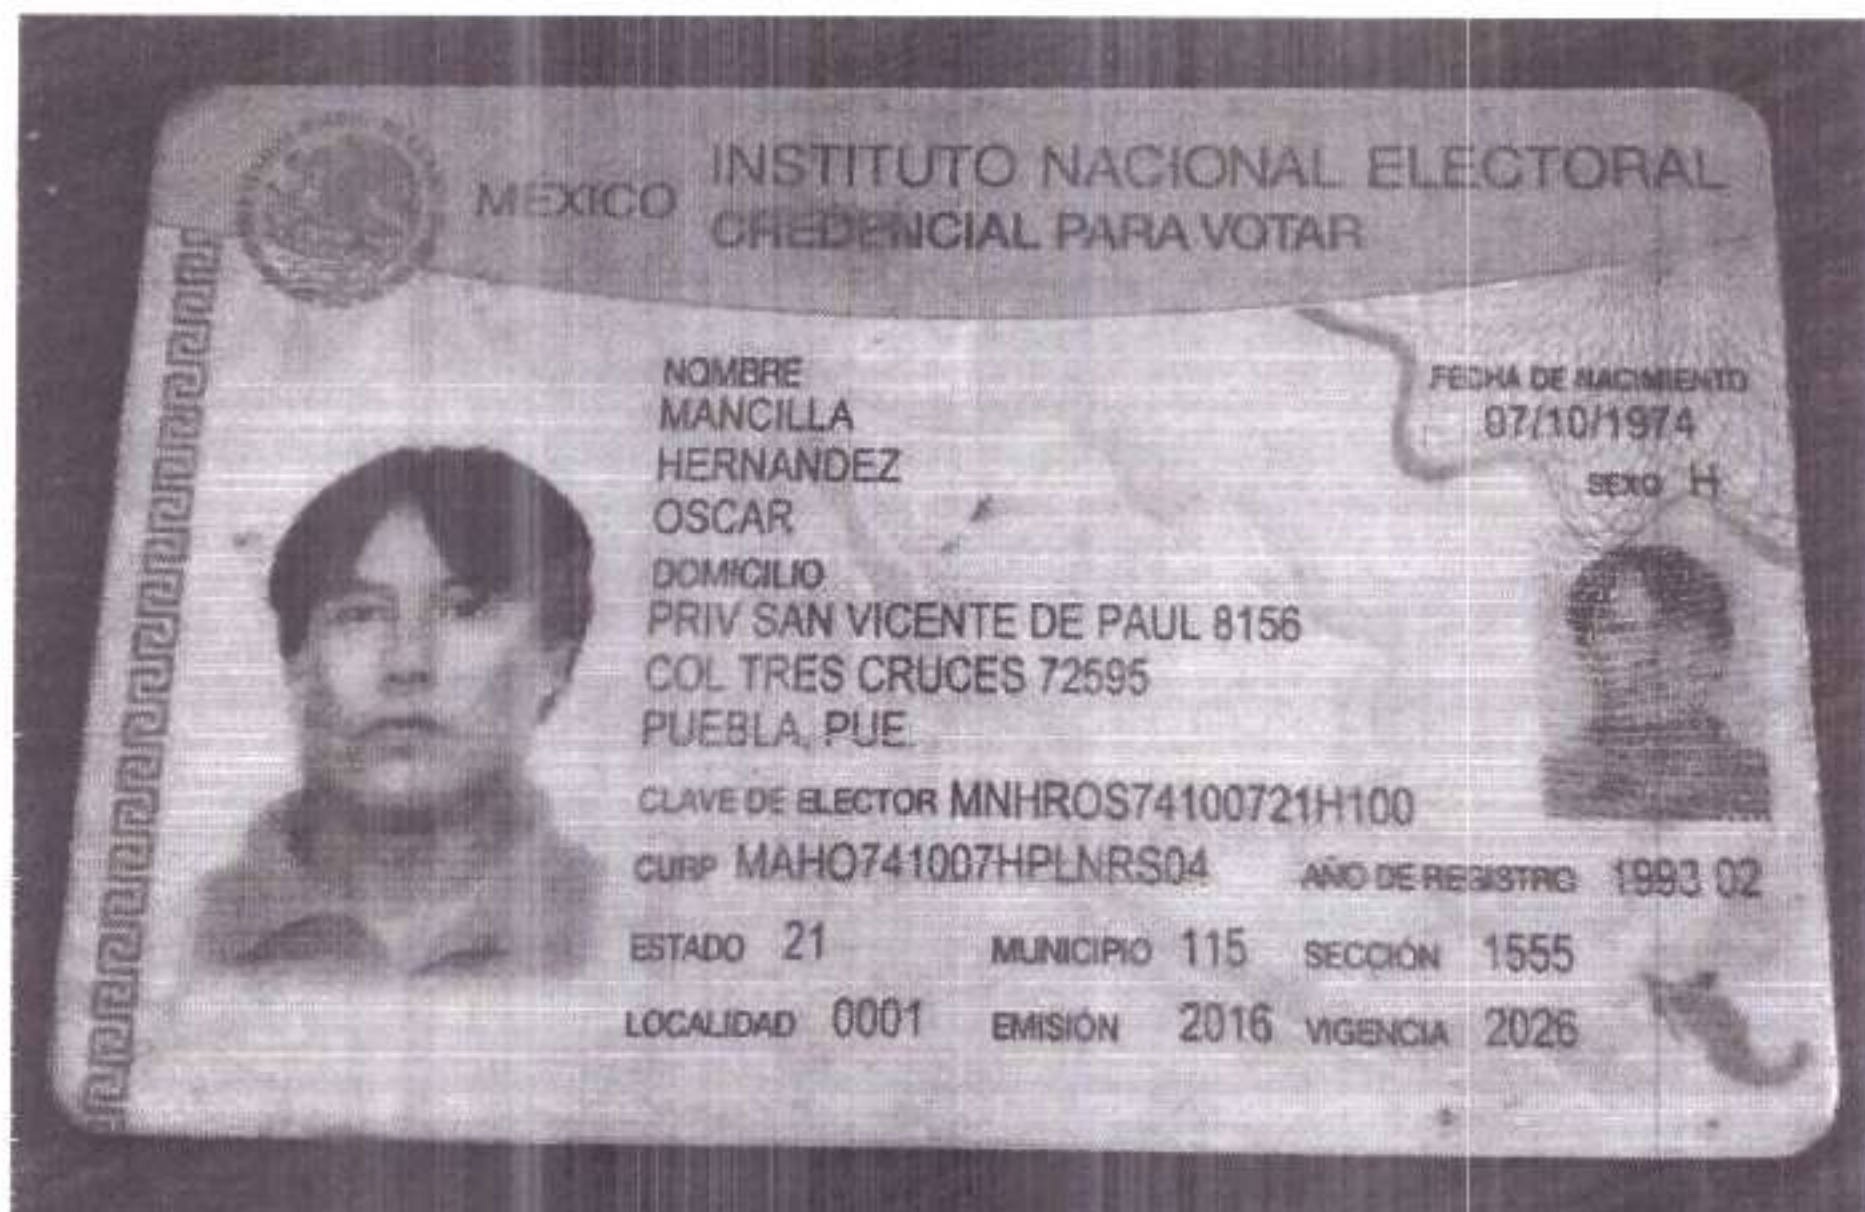 MEXICO
INSTITUTO NACIONAL ELECTORAL
CREDENCIAL PARA VOTAR
NOMBRE
MANCILLA
HERNANDEZ
OSCAR
FECHA DE NACIMIENTO
07/10/1974
SEXO H
DOMICILIO
PRIV SAN VICENTE DE PAUL 8156
COL TRES CRUCES 72595
PUEBLA, PUE.
CLAVE DE ELECTOR MNHROS74100721H100
CURP MAHO741007HPLNRS04 AÑO DE REGISTRO 1993 02
ESTADO 21 MUNICIPIO 115 SECCIÓN 1555
LOCALIDAD 0001 EMISIÓN 2016 VIGENCIA 2026